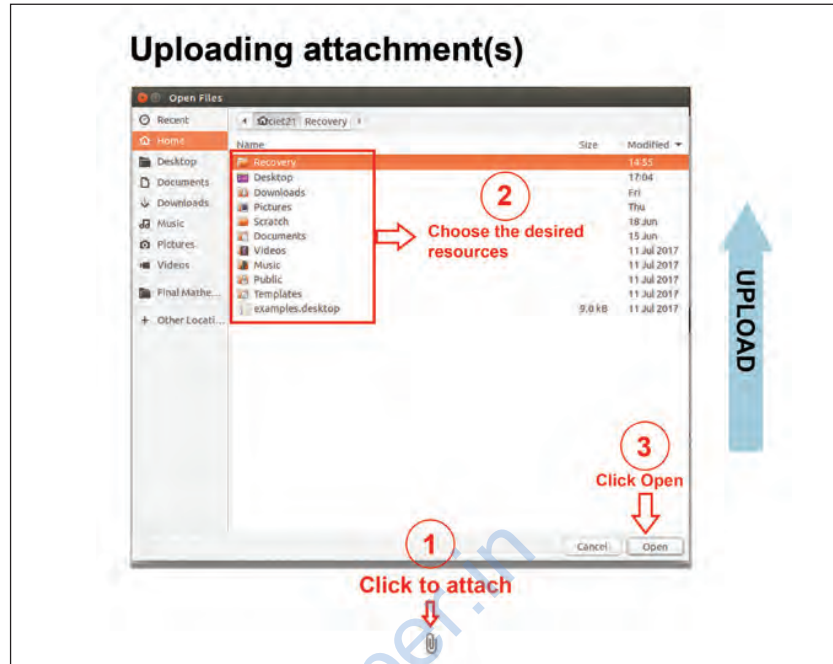 Uploading attachment(s)
Open Files
Recent
Home
Desktop
Documents
Downloads
Music
Pictures
Videos
Final Mathe...
+ Other Locati...
ciet21 Recovery
Name Size Modified
Recovery 14:55
Desktop 17:04
Downloads Fri
Pictures Thu
Scratch 18 Jun
Documents 15 Jun
Videos 11 Jul 2017
Music 11 Jul 2017
Public 11 Jul 2017
Templates 11 Jul 2017
examples.desktop 9.0 kB 11 Jul 2017
2
Choose the desired
resources
UPLOAD
3
Click Open
Cancel Open
1
Click to attach